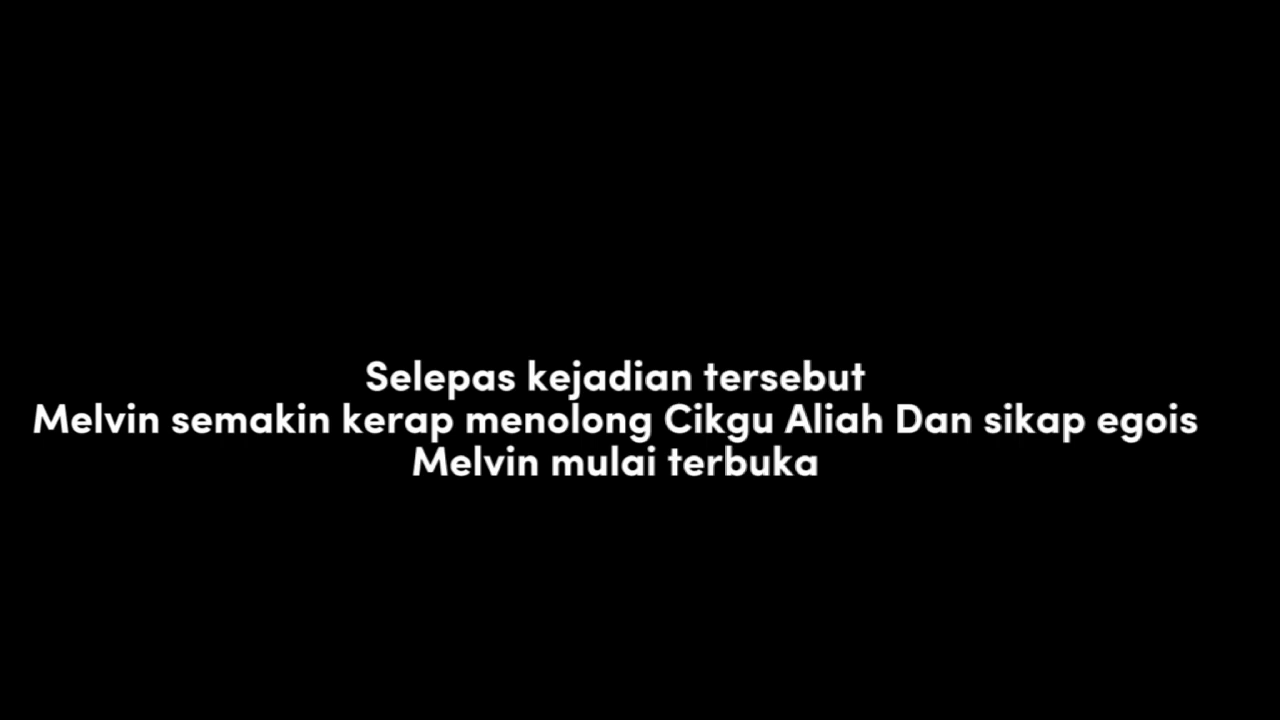 Selepas kejadian tersebut
Melvin semakin kerap menolong Cikgu Aliah Dan sikap egois
Melvin mulai terbuka